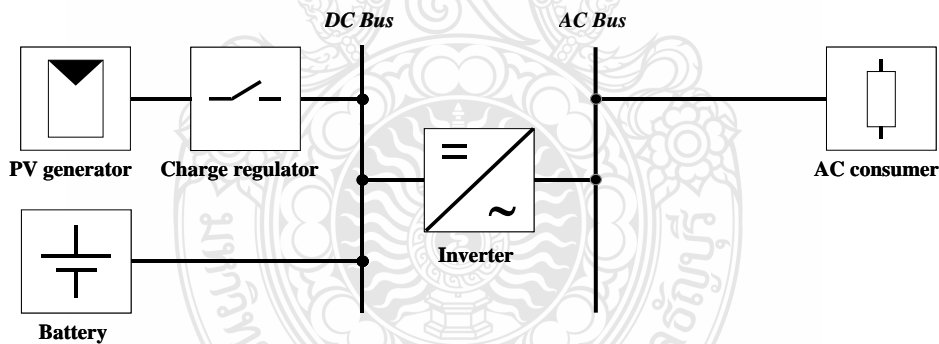 DC Bus
AC Bus
PV generator
Charge regulator
AC consumer
Inverter
Battery